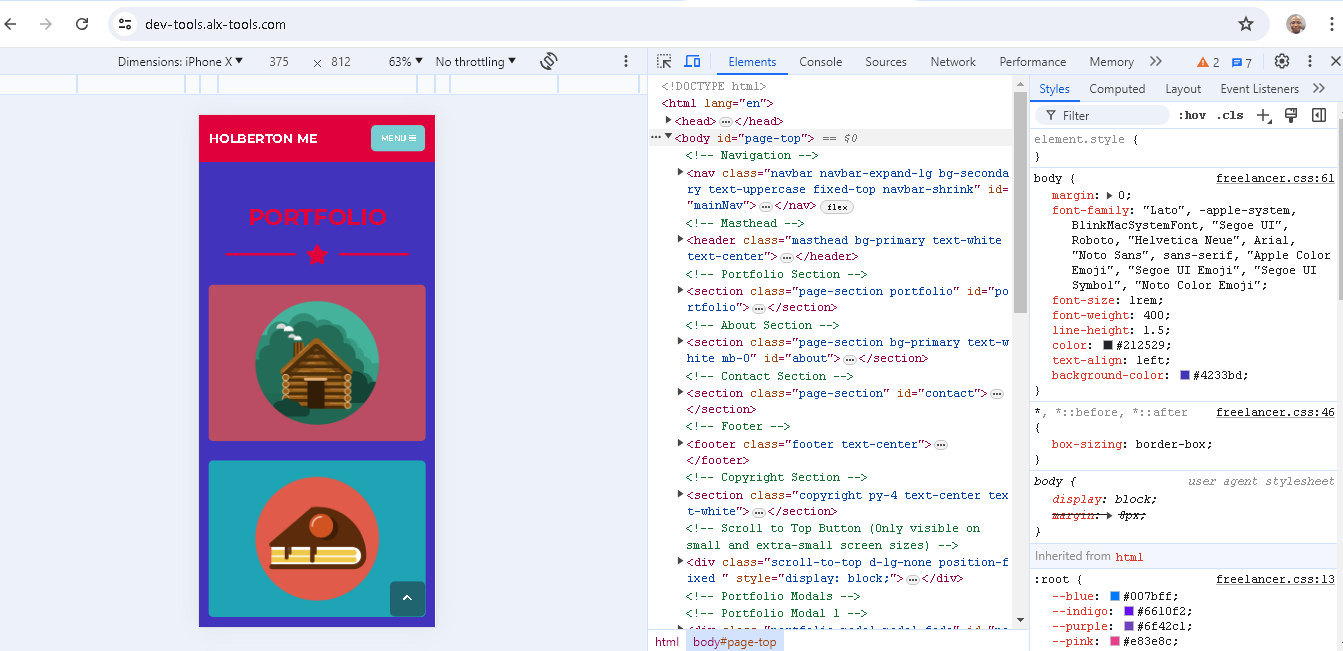 dev-tools.alx-tools.com
Dimensions: iPhone X ▼ 375 × 812 63% ▼ No throttling ▼
Elements Console Sources Network Performance Memory 2 7
HOLBERTON ME
MENU
PORTFOLIO
<!DOCTYPE html>
<html lang="en">
<head> … </head>
<body id="page-top"> == $0
<!-- Navigation -->
<nav class="navbar navbar-expand-lg bg-seconda
ry text-uppercase fixed-top navbar-shrink" id=
"mainNav"> … </nav> flex
<!-- Masthead -->
<header class="masthead bg-primary text-white
text-center"> … </header>
<!-- Portfolio Section -->
<section class="page-section portfolio" id="po
rtfolio"> … </section>
<!-- About Section -->
<section class="page-section bg-primary text-w
hite mb-0" id="about"> … </section>
<!-- Contact Section -->
<section class="page-section" id="contact"> …
</section>
<!-- Footer -->
<footer class="footer text-center"> …
</footer>
<!-- Copyright Section -->
<section class="copyright py-4 text-center tex
t-white"> … </section>
<!-- Scroll to Top Button (Only visible on
small and extra-small screen sizes) -->
<div class="scroll-to-top d-lg-none position-f
ixed " style="display: block;"> … </div>
<!-- Portfolio Modals -->
<!-- Portfolio Modal 1 -->
html body#page-top
Styles Computed Layout Event Listeners
Filter :hov .cls
element.style {
}
body { freelancer.css:61
margin: 0;
font-family: "Lato", -apple-system,
BlinkMacSystemFont, "Segoe UI",
Roboto, "Helvetica Neue", Arial,
"Noto Sans", sans-serif, "Apple Color
Emoji", "Segoe UI Emoji", "Segoe UI
Symbol", "Noto Color Emoji";
font-size: 1rem;
font-weight: 400;
line-height: 1.5;
color: #212529;
text-align: left;
background-color: #4233bd;
}
*, *::before, *::after freelancer.css:46
{
box-sizing: border-box;
}
body { user agent stylesheet
display: block;
margin: 8px;
}
Inherited from html
:root { freelancer.css:13
--blue: #007bff;
--indigo: #6610f2;
--purple: #6f42c1;
--pink: #e83e8c;